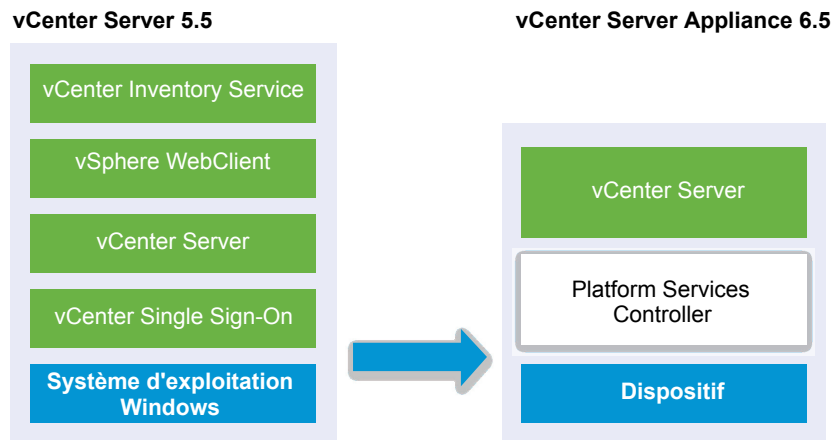 vCenter Server 5.5
vCenter Inventory Service
vSphere WebClient
vCenter Server
vCenter Single Sign-On
Système d'exploitation
Windows
vCenter Server Appliance 6.5
vCenter Server
Platform Services
Controller
Dispositif